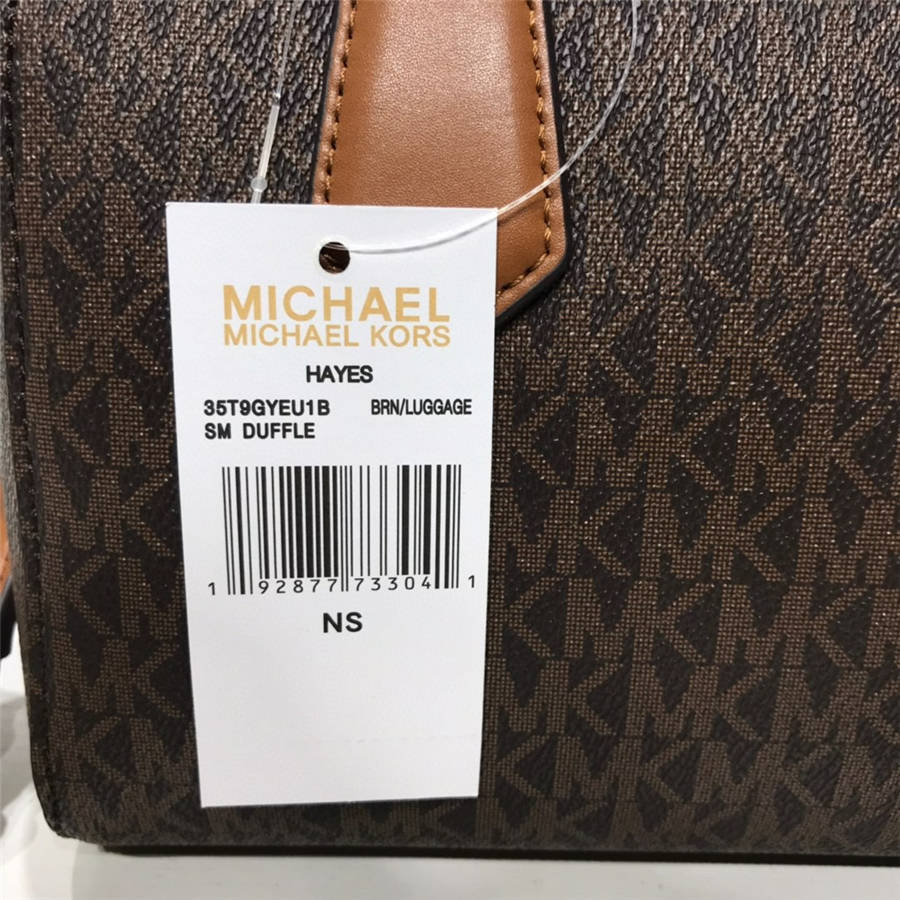 MICHAEL
MICHAEL KORS
HAYES
35T9GYEU1B BRN/LUGGAGE
SM DUFFLE
1 92877 73304 1
NS